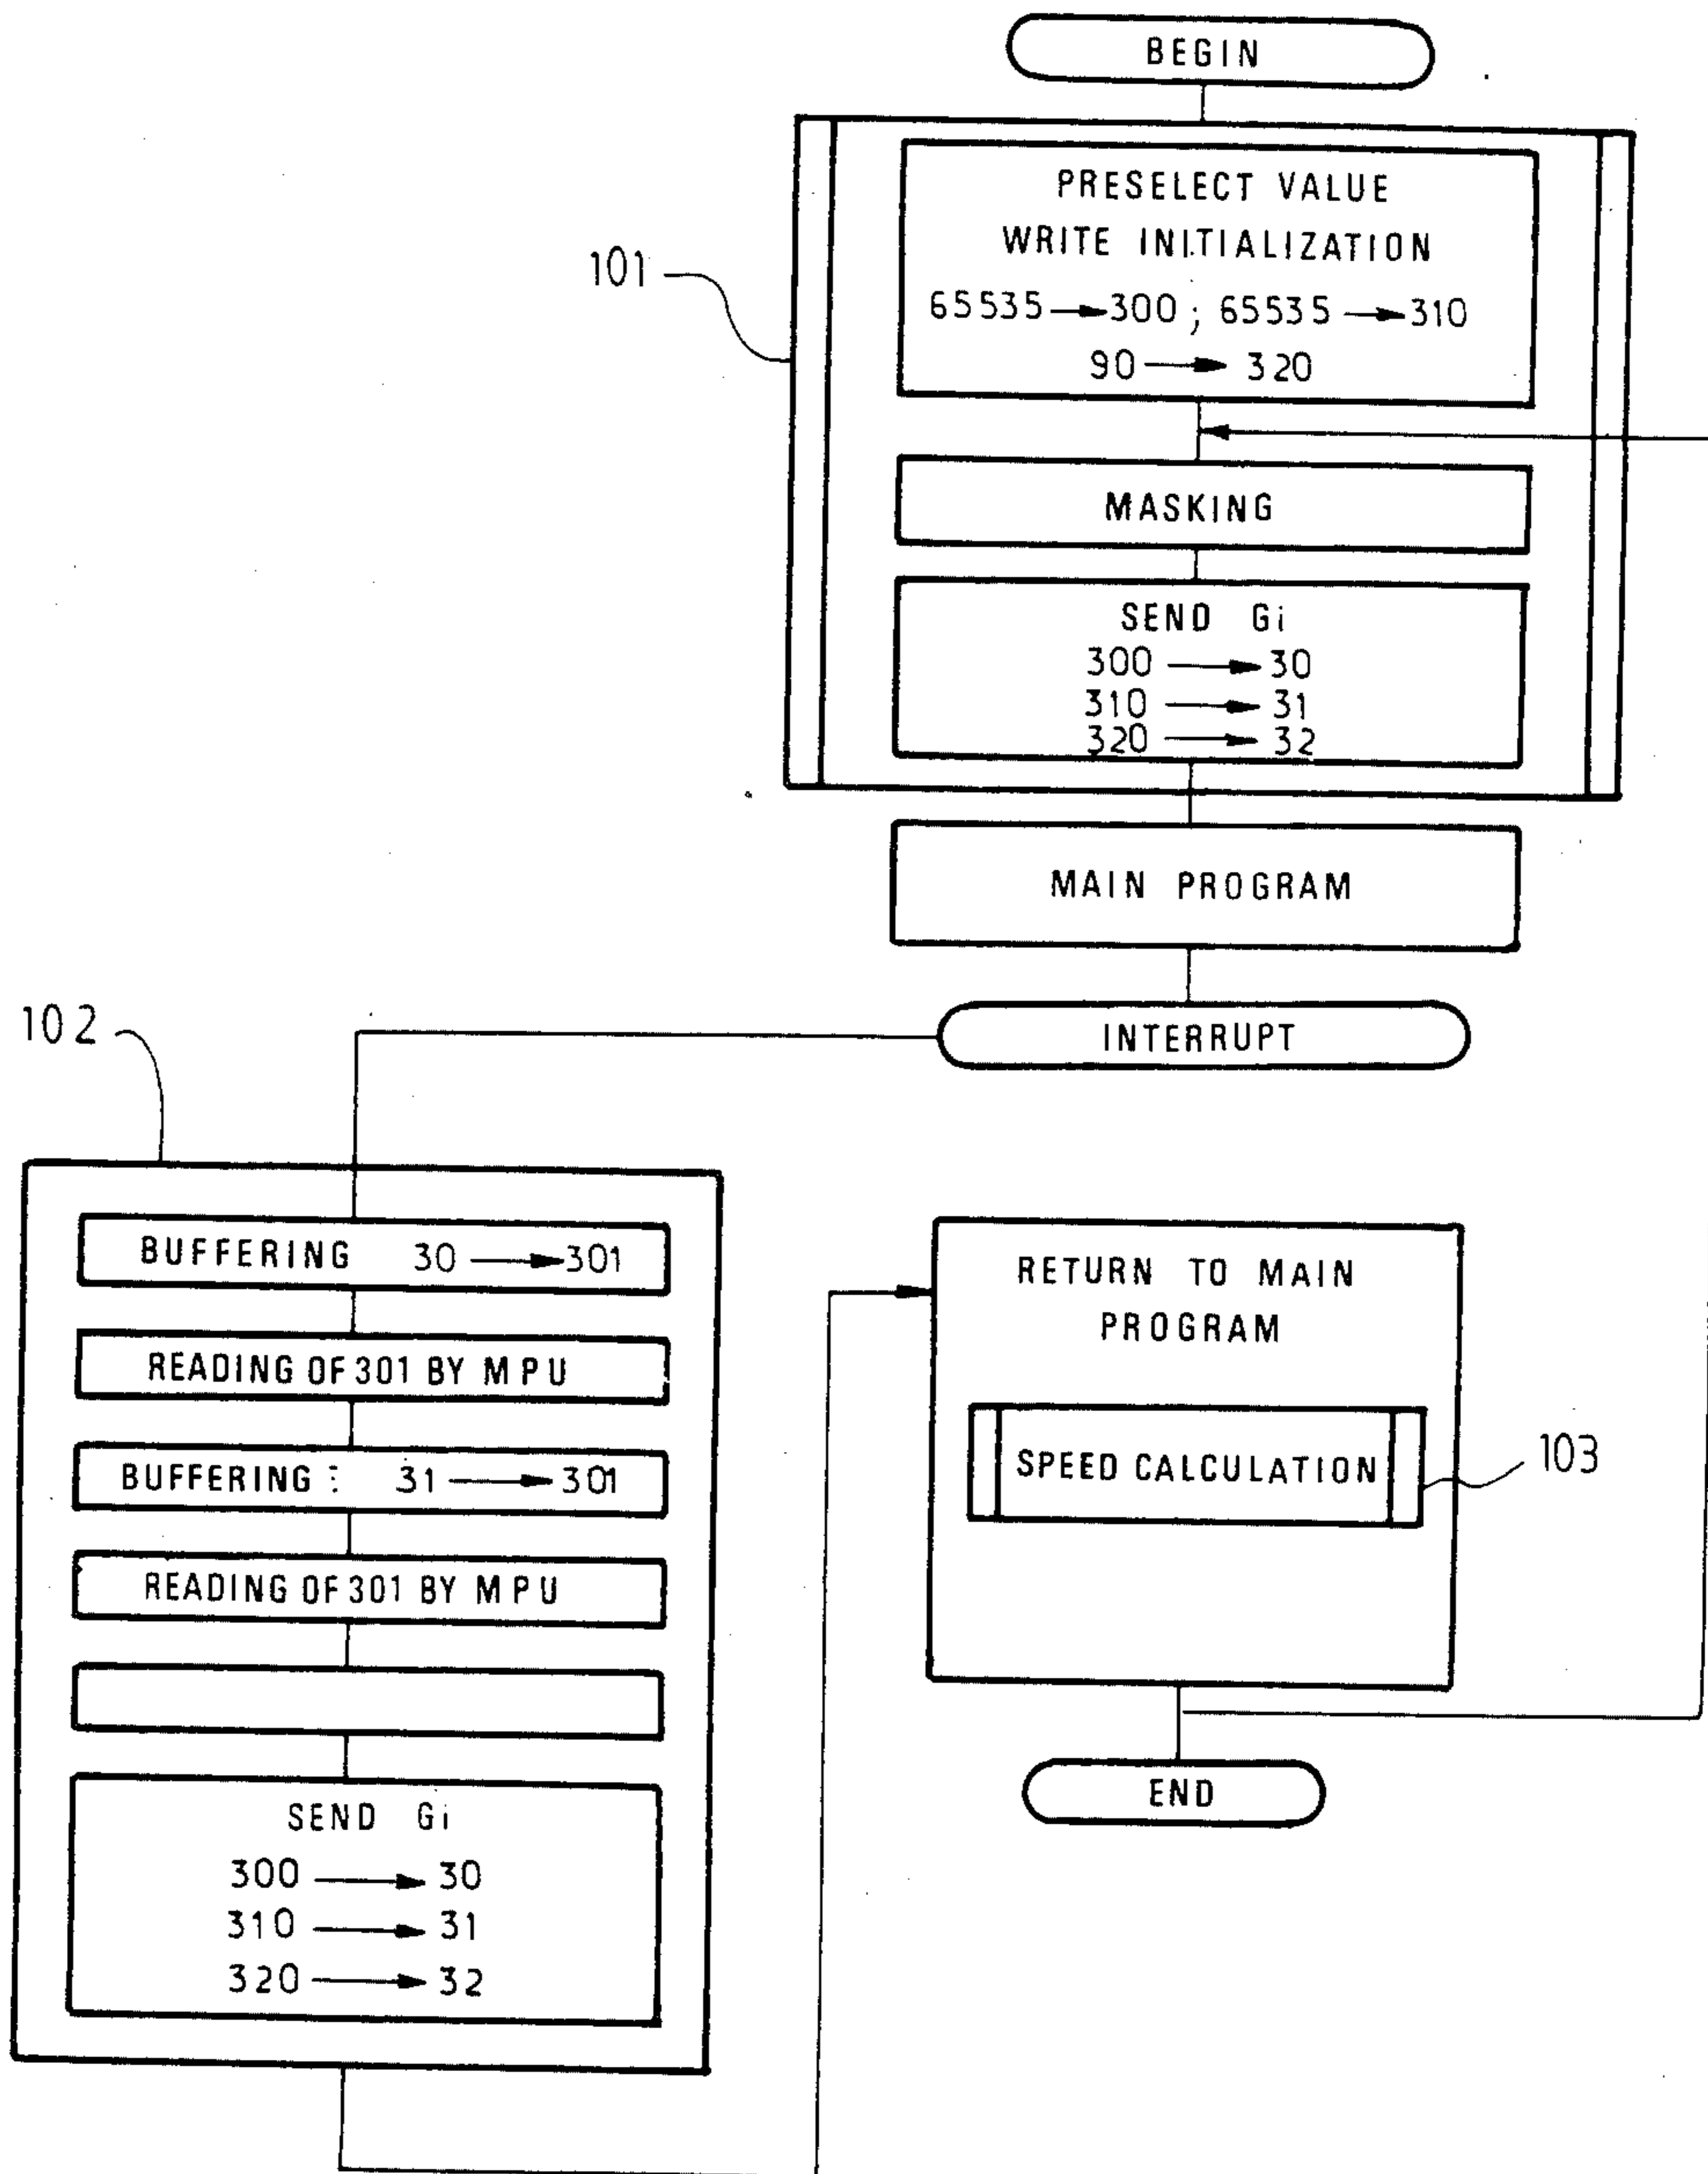 BEGIN
PRESELECT VALUE
WRITE INITIALIZATION
65535 → 300 ; 65535 → 310
90 → 320
101
MASKING
SEND Gi
300 → 30
310 → 31
320 → 32
MAIN PROGRAM
INTERRUPT
102
BUFFERING 30 → 301
READING OF 301 BY MPU
BUFFERING : 31 → 301
READING OF 301 BY MPU
SEND Gi
300 → 30
310 → 31
320 → 32
RETURN TO MAIN
PROGRAM
SPEED CALCULATION
103
END